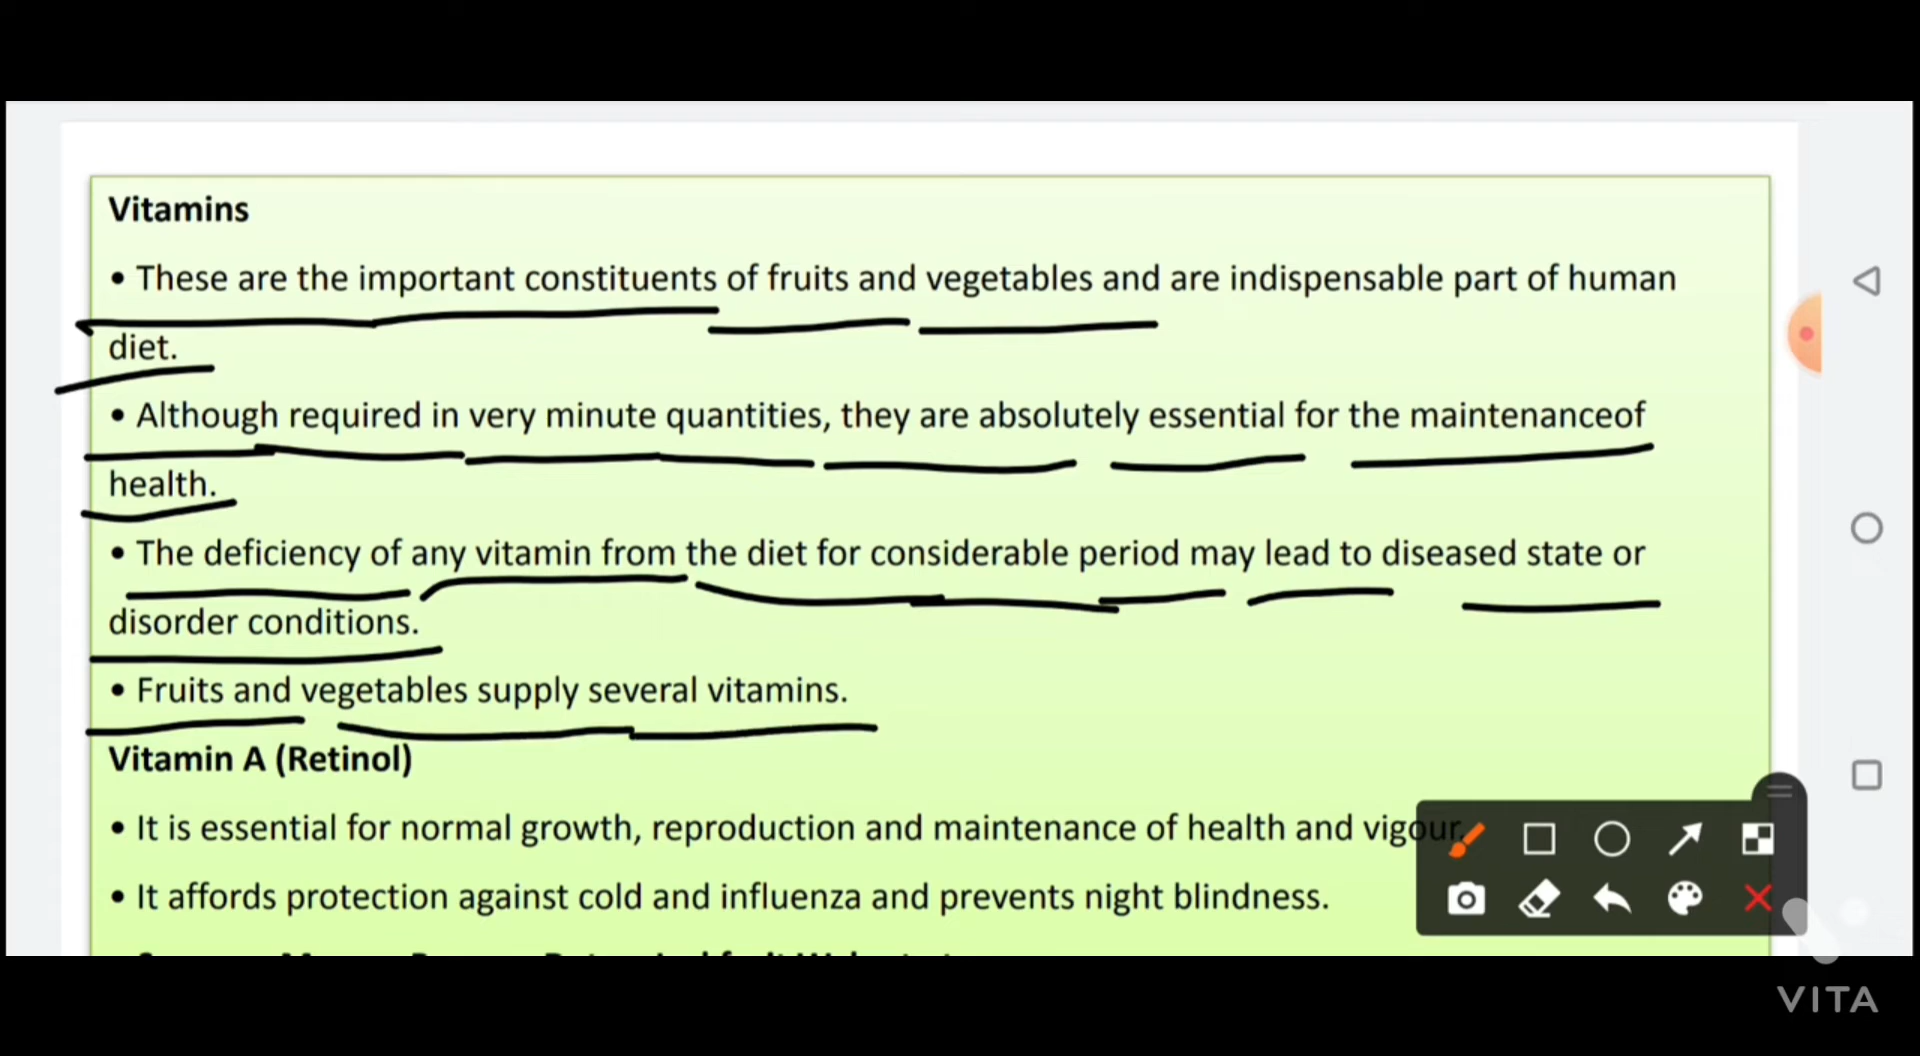 Vitamins
• These are the important constituents of fruits and vegetables and are indispensable part of human
diet.
• Although required in very minute quantities, they are absolutely essential for the maintenanceof
health.
• The deficiency of any vitamin from the diet for considerable period may lead to diseased state or
disorder conditions.
• Fruits and vegetables supply several vitamins.
Vitamin A (Retinol)
• It is essential for normal growth, reproduction and maintenance of health and vigour.
• It affords protection against cold and influenza and prevents night blindness.
VITA